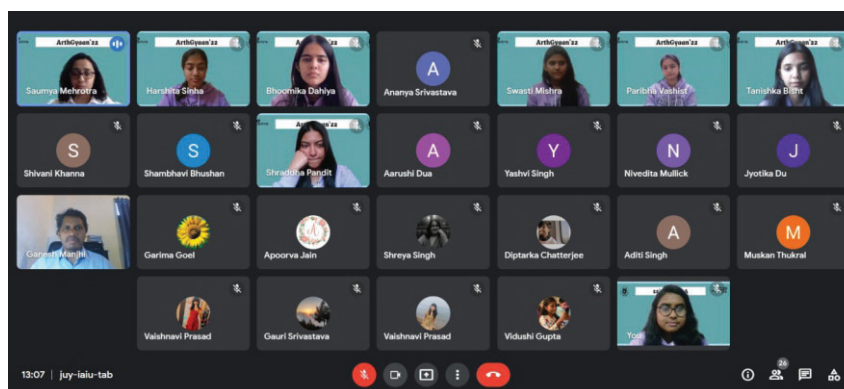 ArthGyaan'22 ArthGyaan'22 ArthGyaan'22 ArthGyaan'22 ArthGyaan'22 ArthGyaan'22
A
Saumya Mehrotra Harshita Sinha Bhoomika Dahiya Ananya Srivastava Swasti Mishra Paribha Vashist Tanishka Bisht
S S A Y N J
Shivani Khanna Shambhavi Bhushan Shraddha Pandit Aarushi Dua Yashvi Singh Nivedita Mullick Jyotika Du
A M
Ganesh Manjhi Garima Goel Apoorva Jain Shreya Singh Diptarka Chatterjee Aditi Singh Muskan Thukral
Vaishnavi Prasad Gauri Srivastava Vaishnavi Prasad Vidushi Gupta You
13:07 | juy-iaiu-tab
26